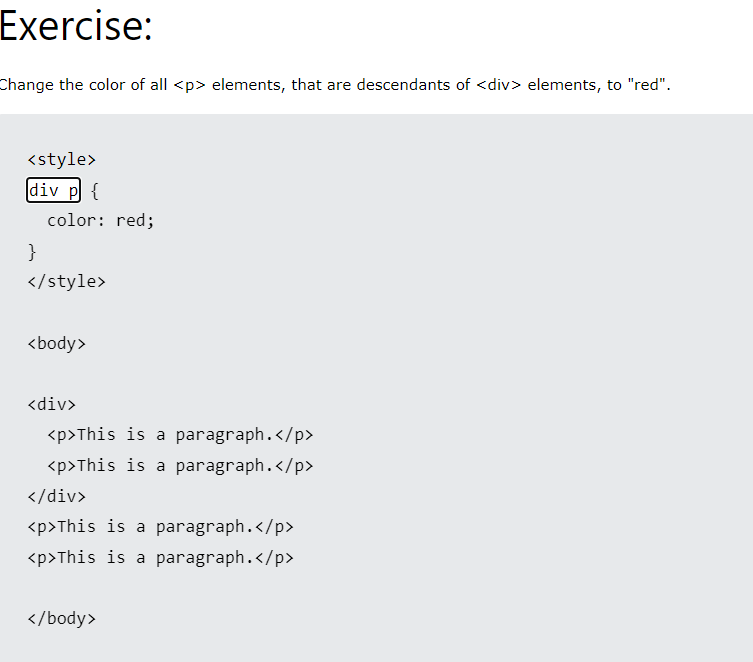 Exercise:
Change the color of all <p> elements, that are descendants of <div> elements, to "red".
<style>
div p {
  color: red;
}
</style>
<body>
<div>
  <p>This is a paragraph.</p>
  <p>This is a paragraph.</p>
</div>
<p>This is a paragraph.</p>
<p>This is a paragraph.</p>
</body>